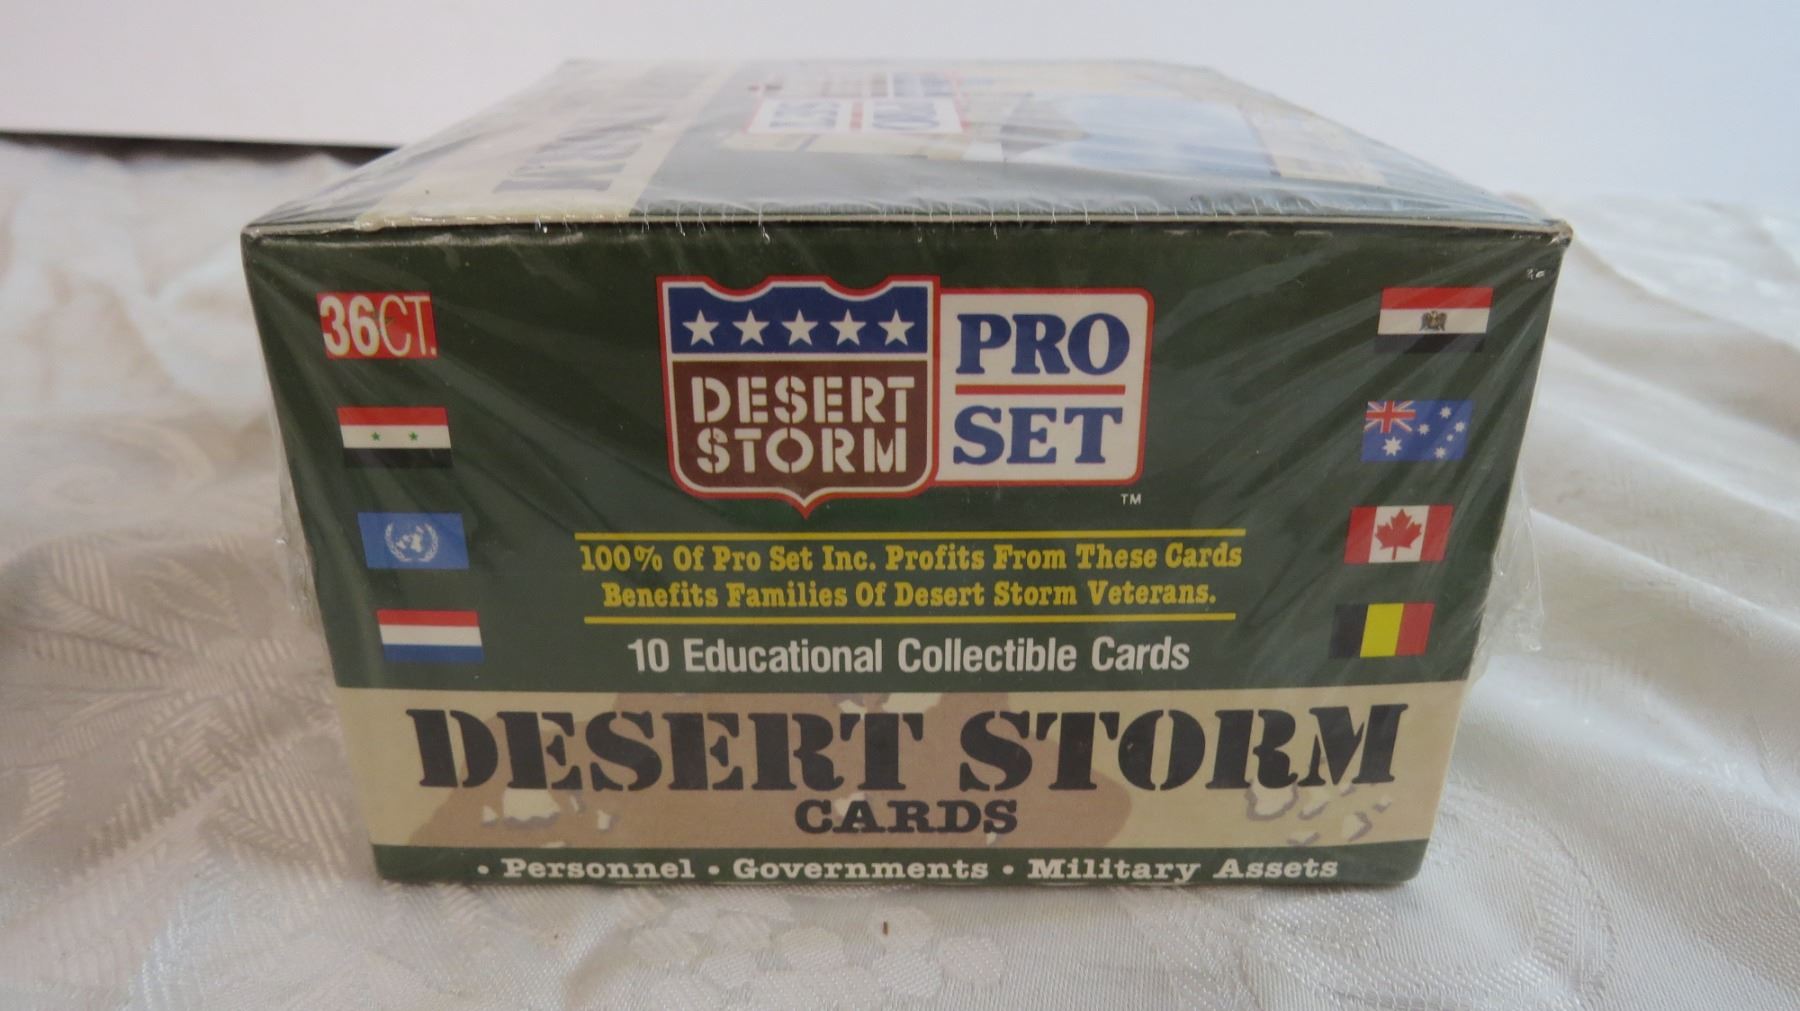 36CT.
DESERT
STORM
PRO
SET
TM
100% Of Pro Set Inc. Profits From These Cards
Benefits Families Of Desert Storm Veterans.
10 Educational Collectible Cards
DESERT STORM
CARDS
• Personnel • Governments • Military Assets